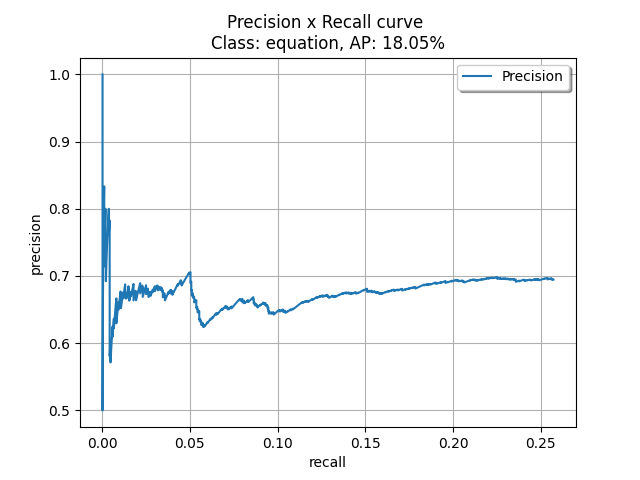 Precision x Recall curve
Class: equation, AP: 18.05%
Precision
1.0
0.9
0.8
0.7
0.6
0.5
precision
0.00 0.05 0.10 0.15 0.20 0.25
recall